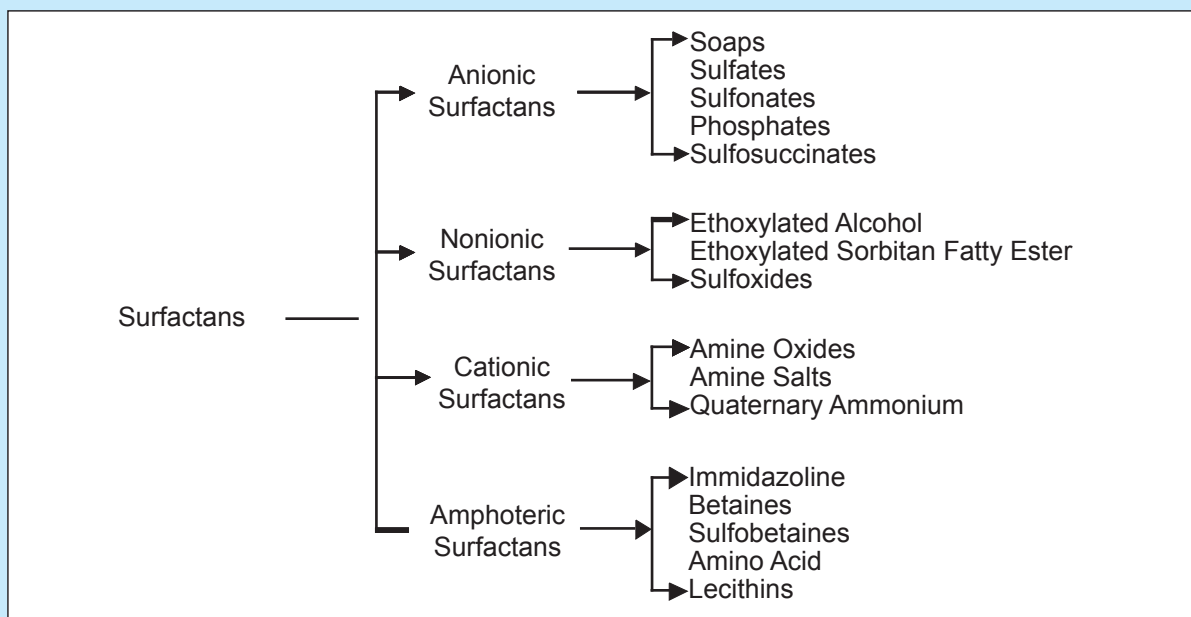 Surfactans
Anionic
Surfactans
Soaps
Sulfates
Sulfonates
Phosphates
Sulfosuccinates
Nonionic
Surfactans
Ethoxylated Alcohol
Ethoxylated Sorbitan Fatty Ester
Sulfoxides
Cationic
Surfactans
Amine Oxides
Amine Salts
Quaternary Ammonium
Amphoteric
Surfactans
Immidazoline
Betaines
Sulfobetaines
Amino Acid
Lecithins